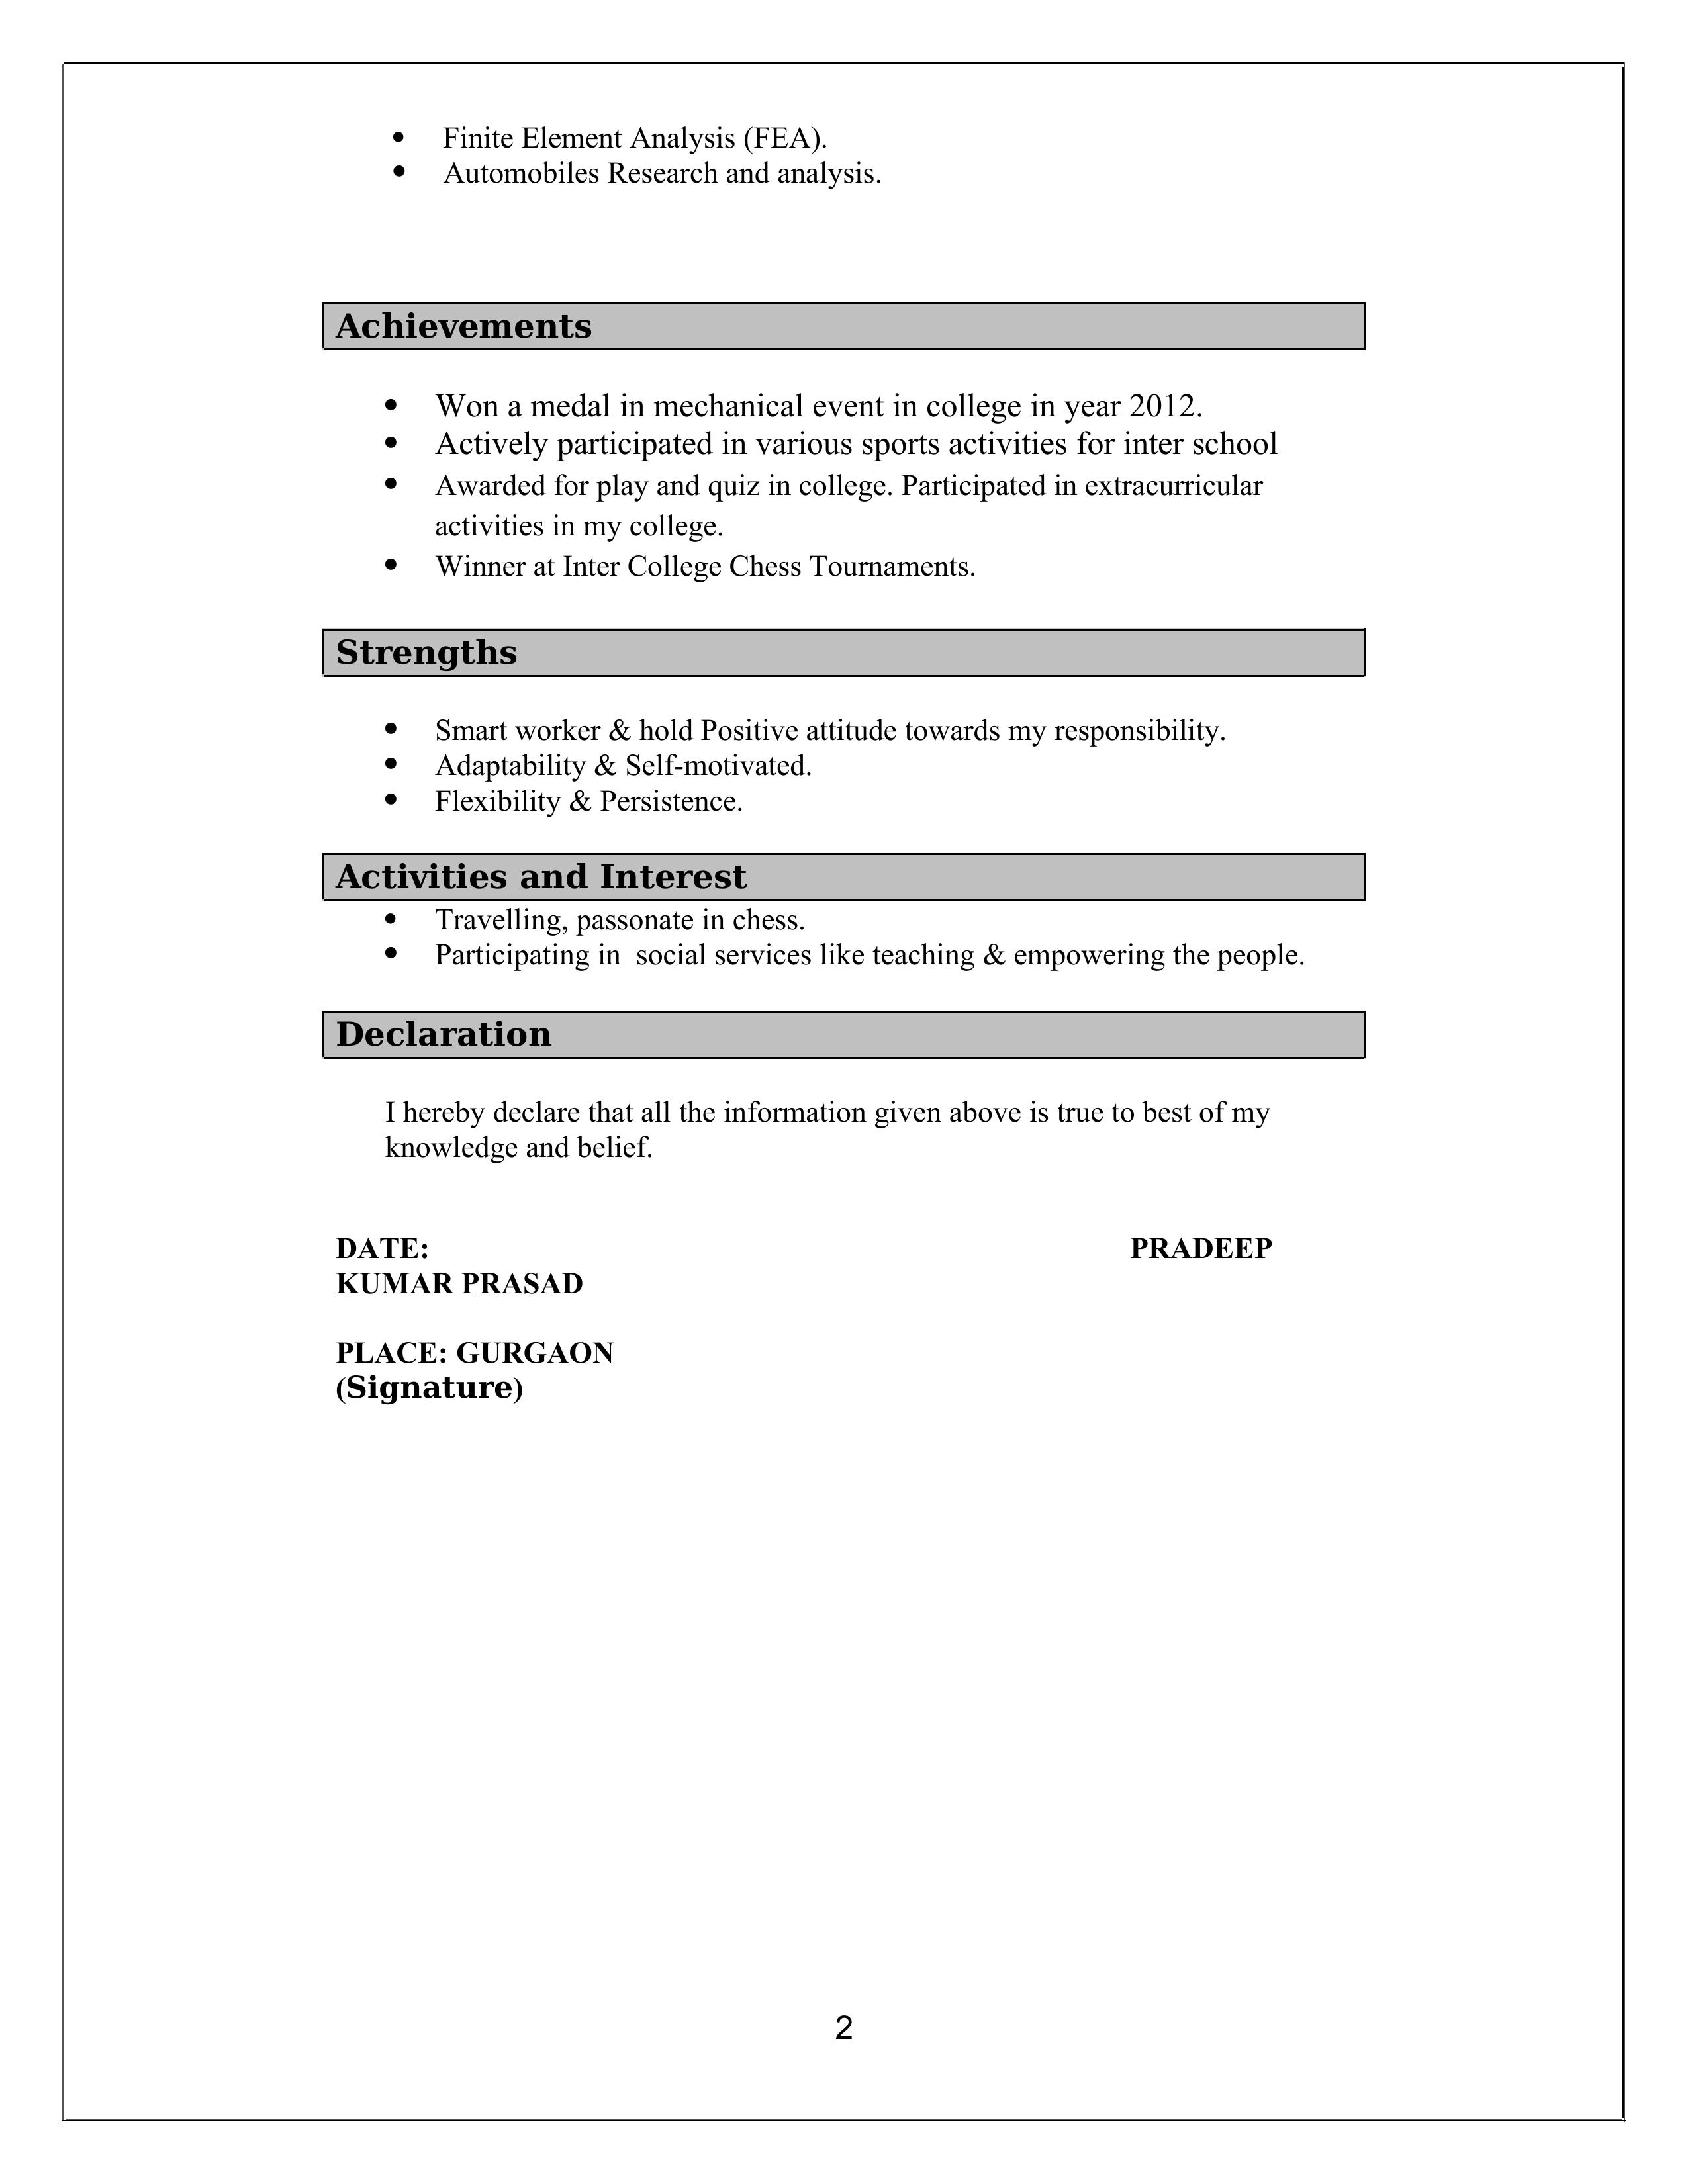 • Finite Element Analysis (FEA).
• Automobiles Research and analysis.
Achievements
• Won a medal in mechanical event in college in year 2012.
• Actively participated in various sports activities for inter school
• Awarded for play and quiz in college. Participated in extracurricular
activities in my college.
• Winner at Inter College Chess Tournaments.
Strengths
• Smart worker & hold Positive attitude towards my responsibility.
• Adaptability & Self-motivated.
• Flexibility & Persistence.
Activities and Interest
• Travelling, passonate in chess.
• Participating in  social services like teaching & empowering the people.
Declaration
I hereby declare that all the information given above is true to best of my
knowledge and belief.
DATE: PRADEEP
KUMAR PRASAD
PLACE: GURGAON
(Signature)
2